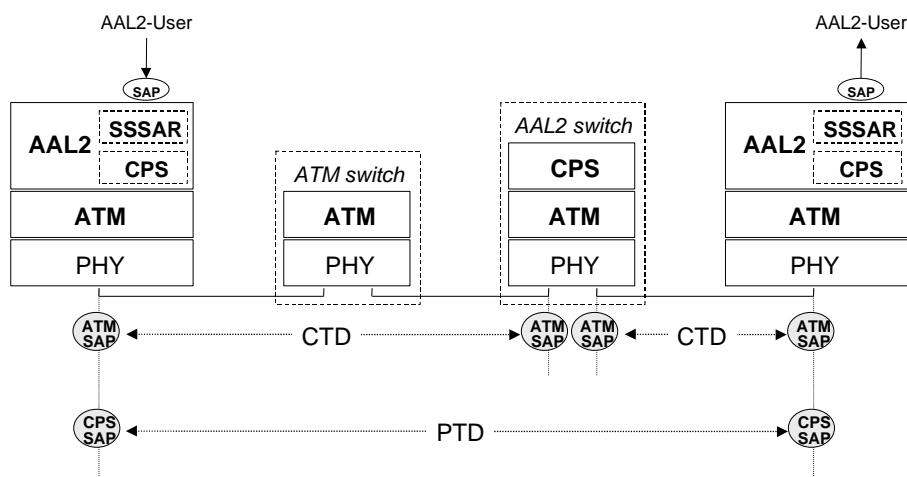 AAL2-User
AAL2-User
SAP
SAP
AAL2
SSSAR
CPS
ATM
PHY
ATM switch
ATM
PHY
AAL2 switch
CPS
ATM
PHY
AAL2
SSSAR
CPS
ATM
PHY
ATM
SAP
CTD
ATM
SAP
ATM
SAP
CTD
ATM
SAP
CPS
SAP
PTD
CPS
SAP